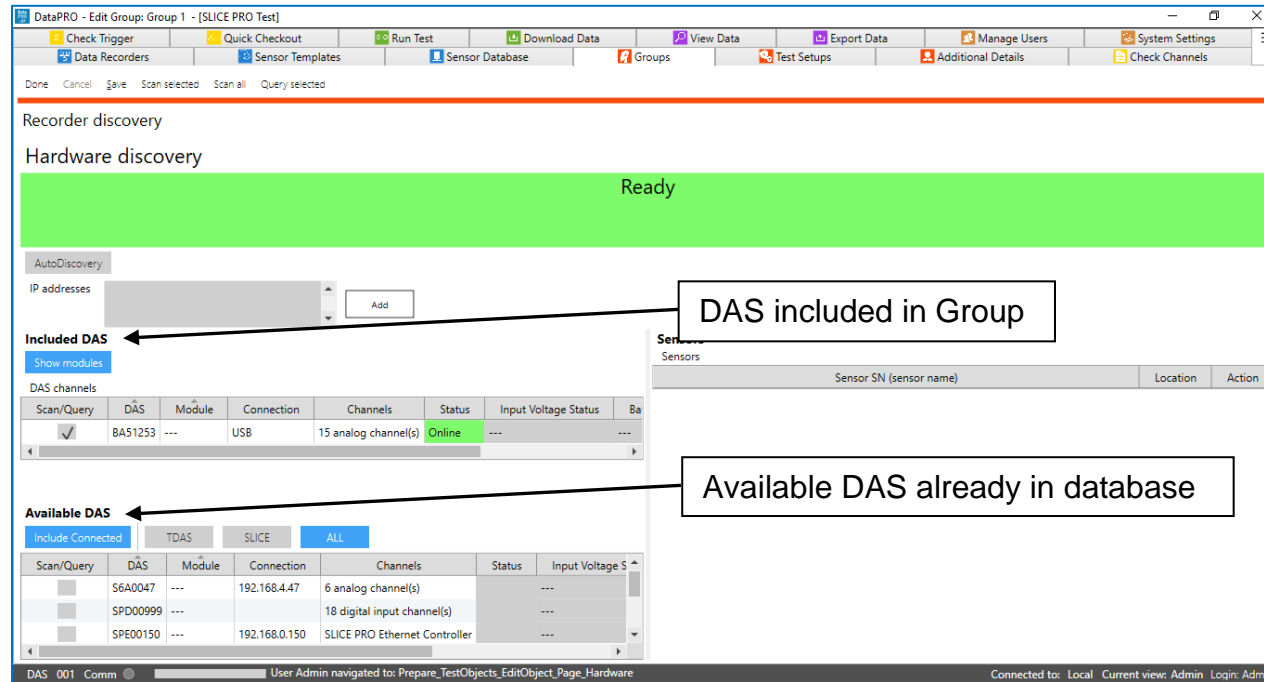 DataPRO - Edit Group: Group 1 - [SLICE PRO Test]
Check Trigger Quick Checkout Run Test Download Data View Data Export Data Manage Users System Settings
Data Recorders Sensor Templates Sensor Database Groups Test Setups Additional Details Check Channels
Done Cancel Save Scan selected Scan all Query selected
Recorder discovery
Hardware discovery
Ready
AutoDiscovery
IP addresses
Add
DAS included in Group
Included DAS
Show modules
DAS channels
Scan/Query DAS Module Connection Channels Status Input Voltage Status Ba
BA51253 --- USB 15 analog channel(s) Online --- ---
Sensors
Sensors
Sensor SN (sensor name) Location Action
Available DAS already in database
Available DAS
Include Connected TDAS SLICE ALL
Scan/Query DAS Module Connection Channels Status Input Voltage S
S6A0047 --- 192.168.4.47 6 analog channel(s) ---
SPD00999 --- 18 digital input channel(s) ---
SPE00150 --- 192.168.0.150 SLICE PRO Ethernet Controller ---
DAS 001 Comm User Admin navigated to: Prepare_TestObjects_EditObject_Page_Hardware Connected to: Local Current view: Admin Login: Adm